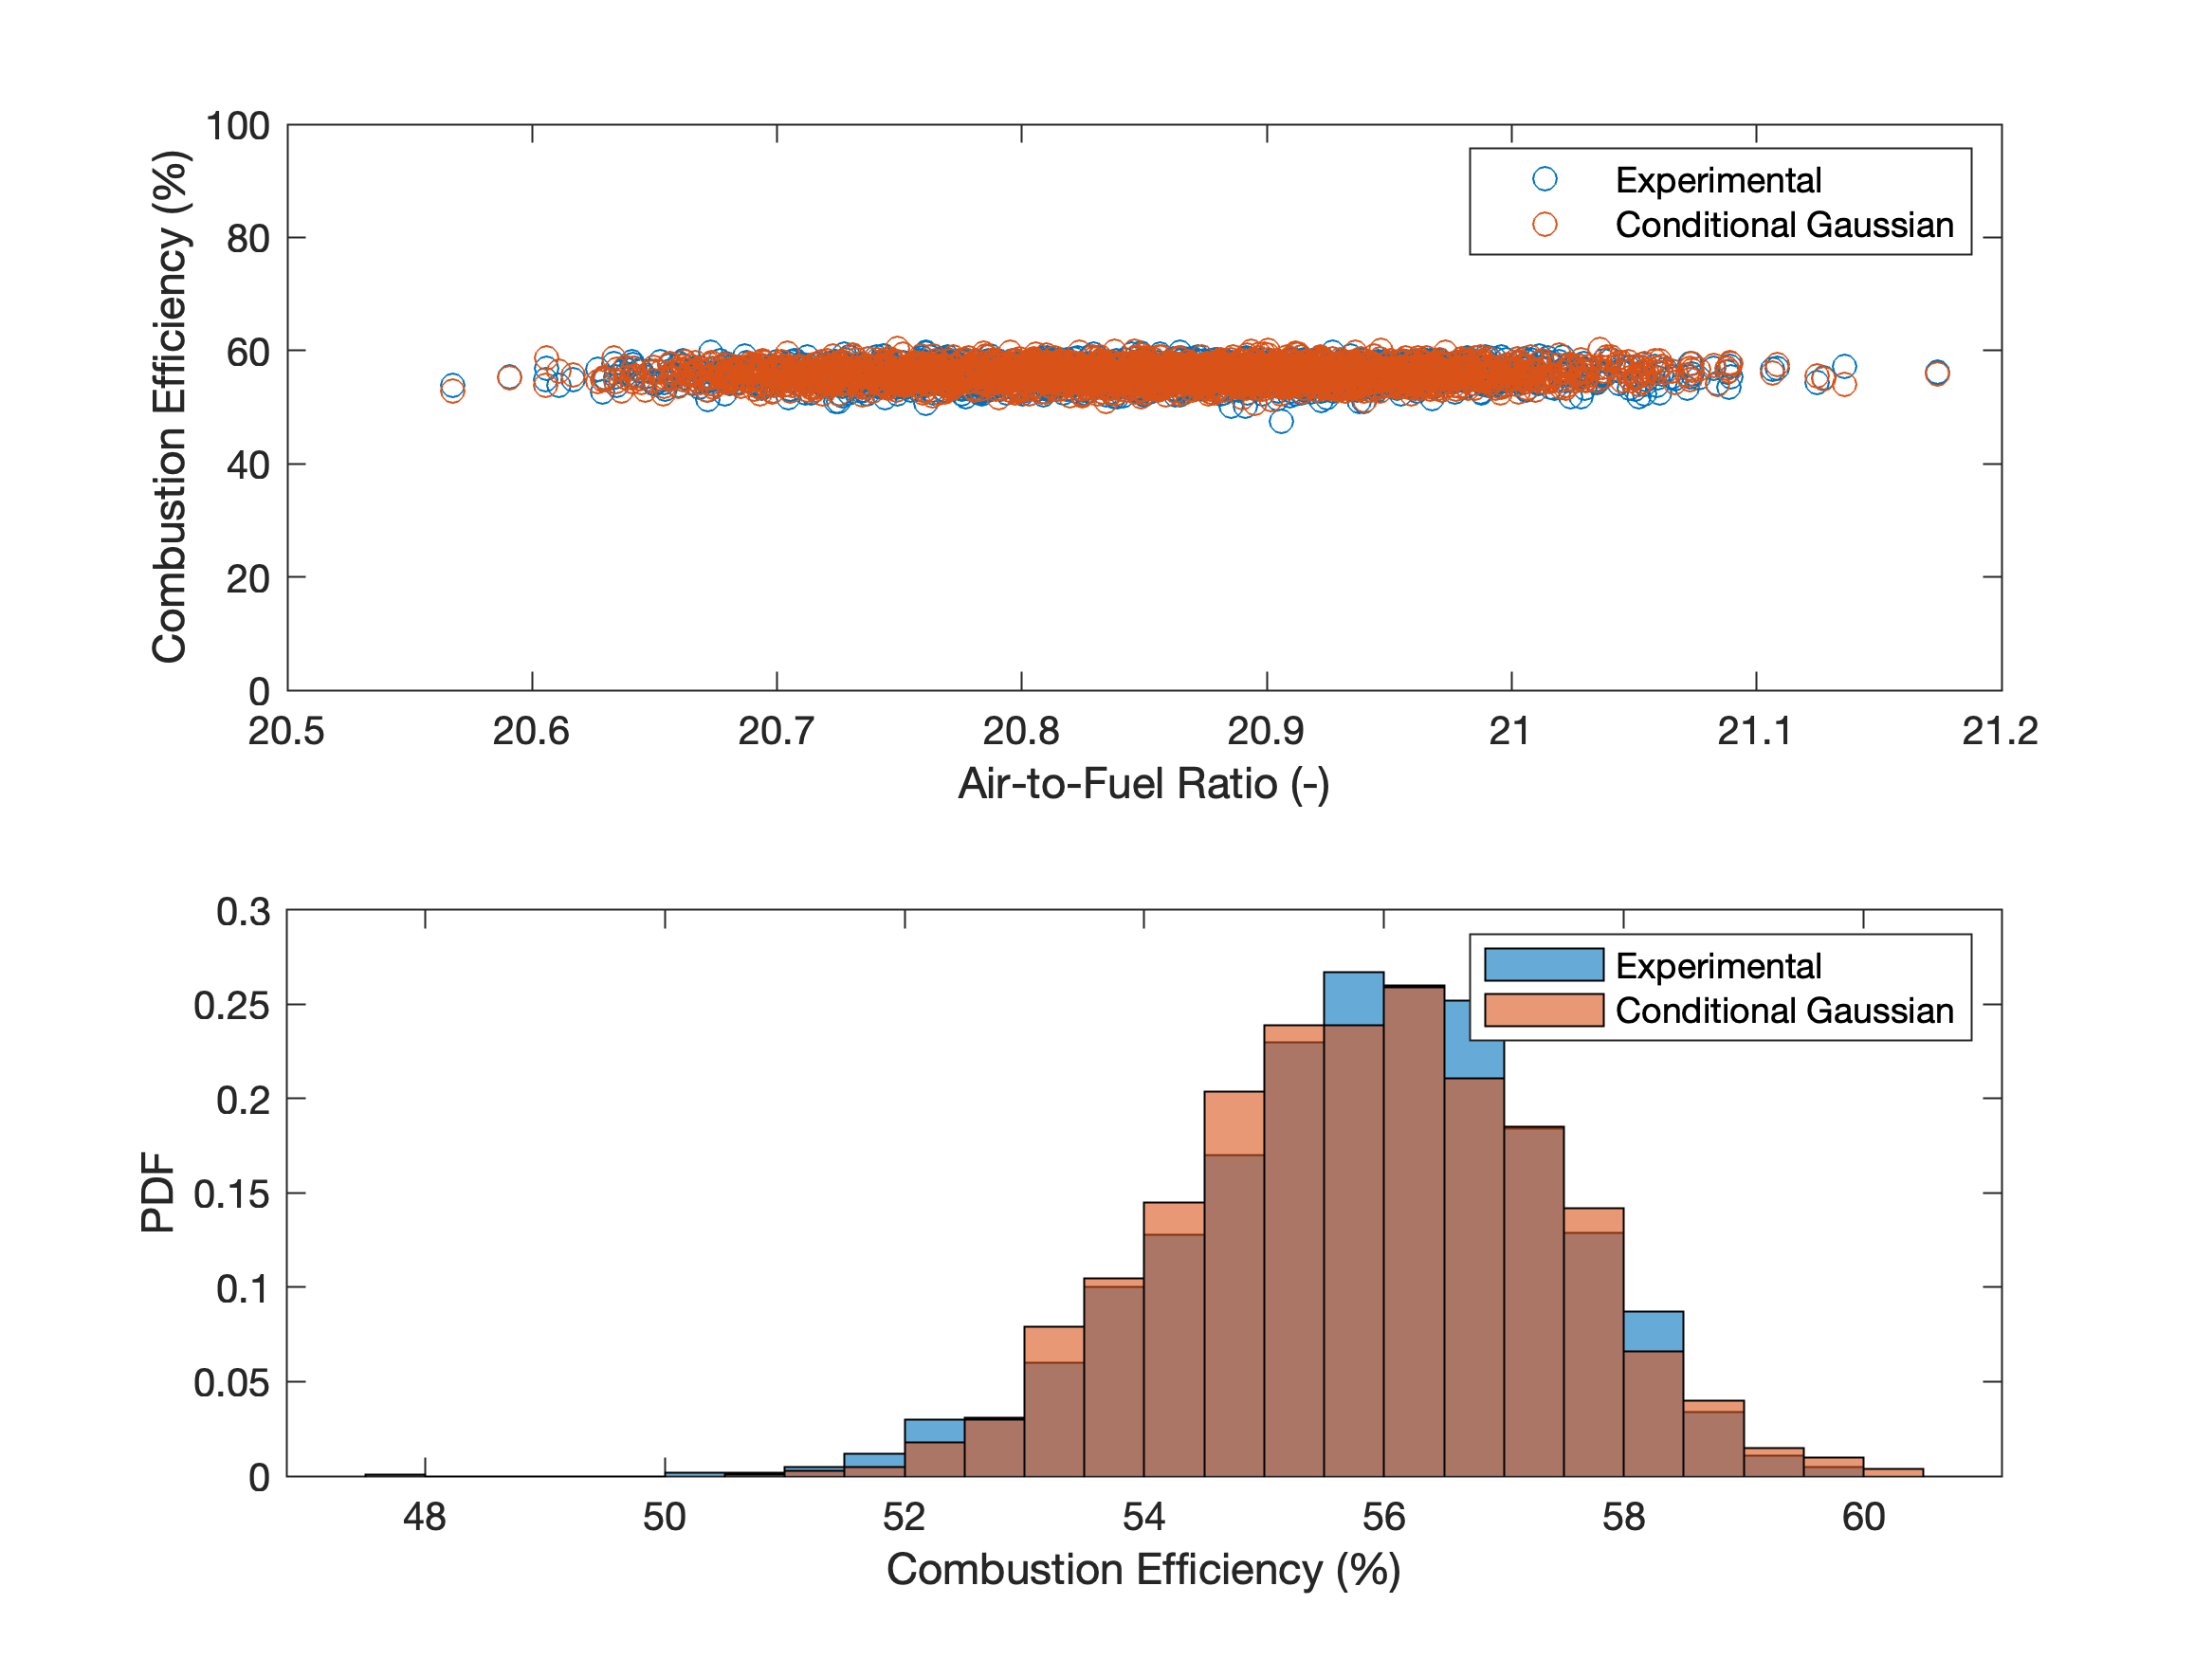 100
80
60
40
20
0
Combustion Efficiency (%)
Experimental
Conditional Gaussian
20.5 20.6 20.7 20.8 20.9 21 21.1 21.2
Air-to-Fuel Ratio (-)
0.3
0.25
0.2
0.15
0.1
0.05
0
PDF
Experimental
Conditional Gaussian
48 50 52 54 56 58 60
Combustion Efficiency (%)